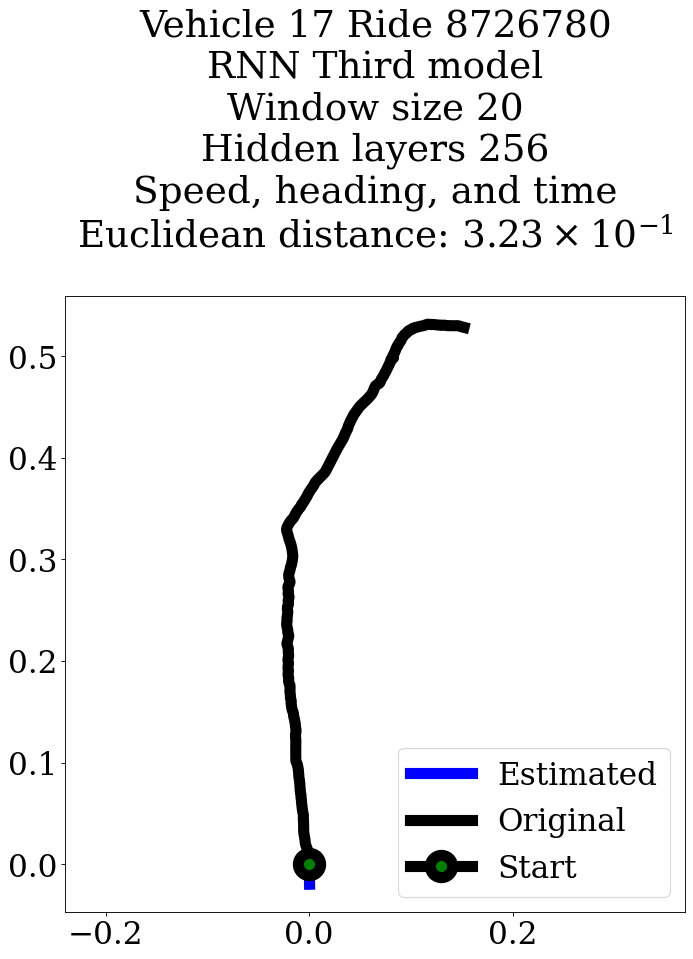 Vehicle 17 Ride 8726780
RNN Third model
Window size 20
Hidden layers 256
Speed, heading, and time
Euclidean distance: 3.23 × 10⁻¹
0.5
0.4
0.3
0.2
0.1
0.0
−0.2
0.0
0.2
Estimated
Original
Start